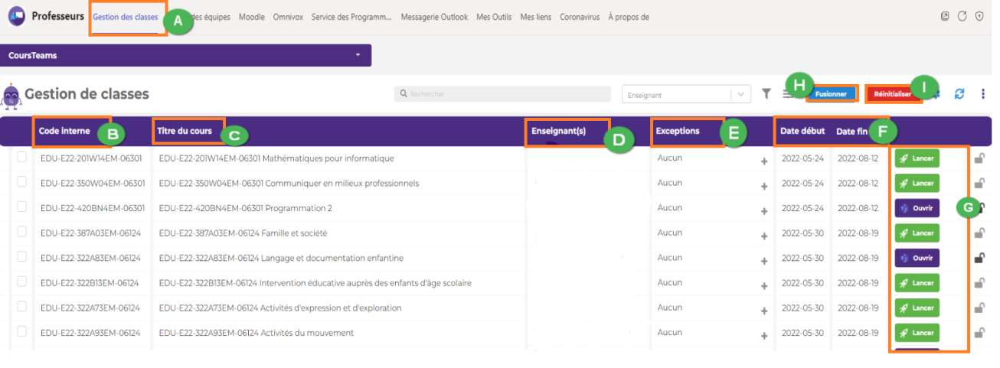 Professeurs Gestion des classes A des équipes Moodle Omnivox Service des Programm... Messagerie Outlook Mes Outils Mes liens Coronavirus À propos de
CoursTeams
Gestion de classes Rechercher Enseignant H Fusionner Réinitialiser I
Code interne B Titre du cours C Enseignant(s) D Exceptions E Date début Date fin F
EDU-E22-201W14EM-06301 EDU-E22-201W14EM-06301 Mathématiques pour informatique Aucun + 2022-05-24 2022-08-12 Lancer
EDU-E22-350W04EM-06301 EDU-E22-350W04EM-06301 Communiquer en milieux professionnels Aucun + 2022-05-24 2022-08-12 Lancer
EDU-E22-420BN4EM-06301 EDU-E22-420BN4EM-06301 Programmation 2 Aucun + 2022-05-24 2022-08-12 Ouvrir G
EDU-E22-387A03EM-06124 EDU-E22-387A03EM-06124 Famille et société Aucun + 2022-05-30 2022-08-19 Lancer
EDU-E22-322A83EM-06124 EDU-E22-322A83EM-06124 Langage et documentation enfantine Aucun + 2022-05-30 2022-08-19 Ouvrir
EDU-E22-322B13EM-06124 EDU-E22-322B13EM-06124 Intervention éducative auprès des enfants d'âge scolaire Aucun + 2022-05-30 2022-08-19 Lancer
EDU-E22-322A73EM-06124 EDU-E22-322A73EM-06124 Activités d'expression et d'exploration Aucun + 2022-05-30 2022-08-19 Lancer
EDU-E22-322A93EM-06124 EDU-E22-322A93EM-06124 Activités du mouvement Aucun + 2022-05-30 2022-08-19 Lancer